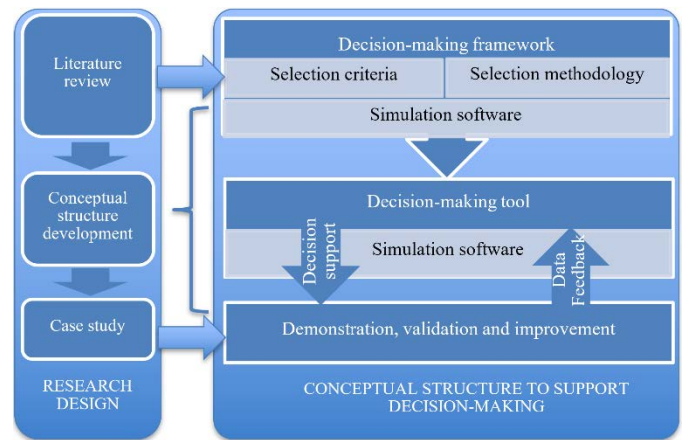 Literature
review
Conceptual
structure
development
Case study
RESEARCH
DESIGN
Decision-making framework
Selection criteria
Selection methodology
Simulation software
Decision-making tool
Simulation software
Decision
support
Data
Feedback
Demonstration, validation and improvement
CONCEPTUAL STRUCTURE TO SUPPORT
DECISION-MAKING